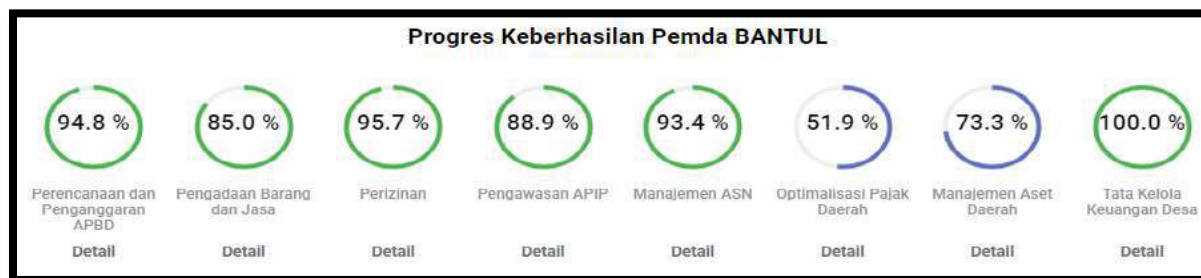 Progres Keberhasilan Pemda BANTUL
94.8 %
85.0 %
95.7 %
88.9 %
93.4 %
51.9 %
73.3 %
100.0 %
Perencanaan dan
Penganggaran
APBD
Pengadaan Barang
dan Jasa
Perizinan
Pengawasan APIP
Manajemen ASN
Optimalisasi Pajak
Daerah
Manajemen Aset
Daerah
Tata Kelola
Keuangan Desa
Detail
Detail
Detail
Detail
Detail
Detail
Detail
Detail